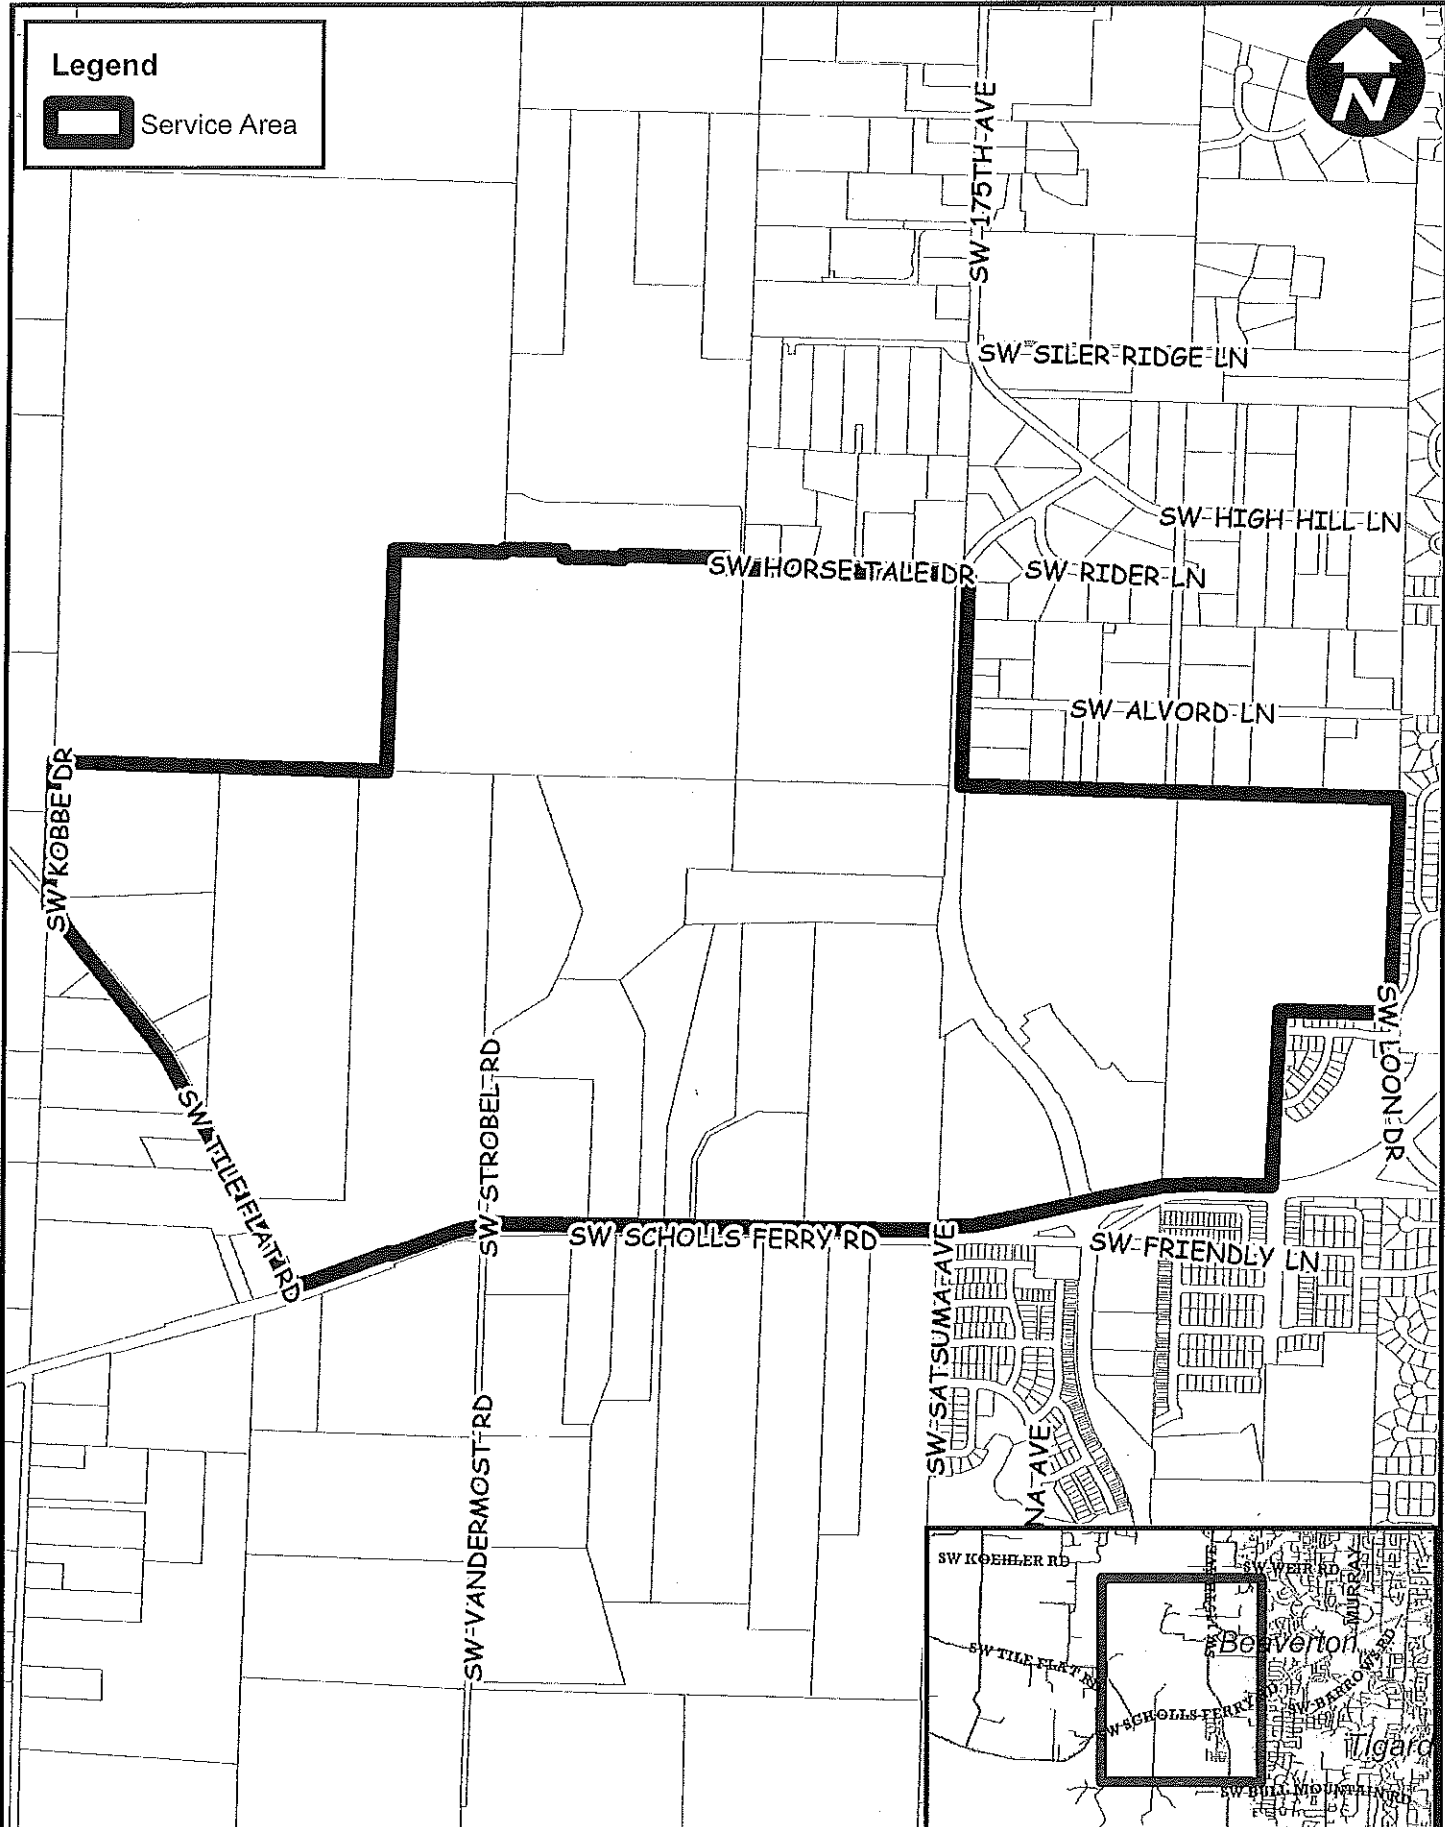 Legend
Service Area
N
SW 175TH AVE
SW SILER RIDGE LN
SW HIGH HILL LN
SW HORSE TALE DR
SW RIDER LN
SW ALVORD LN
SW KOBBE DR
SW LOON DR
SW TILE FLAT RD
SW STROBEL RD
SW SCHOLLS FERRY RD
SW FRIENDLY LN
SW SATSUMA AVE
SW VANDERMOST RD
NA AVE
SW KOEHLER RD
SW WEIR RD
MURRAY
Beaverton
SW TILE FLAT RD
SW BARROWS RD
SW SCHOLLS FERRY RD
Tigard
SW BULL MOUNTAIN RD